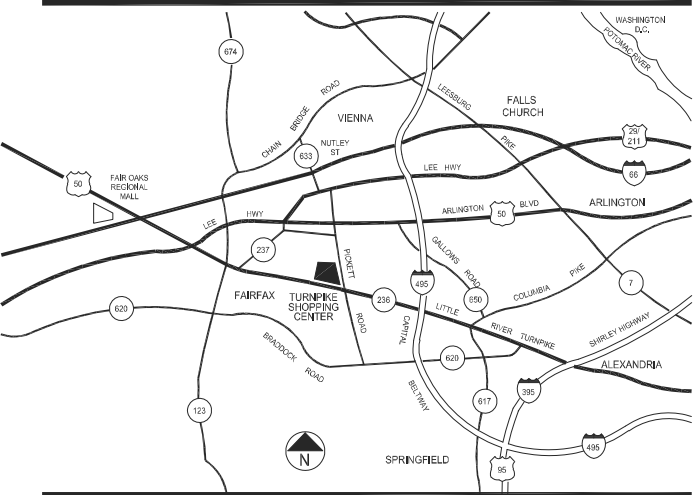 WASHINGTON
D.C.
POTOMAC RIVER
674
CHAIN BRIDGE ROAD
VIENNA
LEESBURG PIKE
FALLS
CHURCH
29/
211
NUTLEY
ST
633
LEE HWY
66
50
FAIR OAKS
REGIONAL
MALL
LEE HWY
ARLINGTON BLVD
50
ARLINGTON
237
PICKETT ROAD
GALLOWS ROAD
495
650
COLUMBIA PIKE
7
FAIRFAX
TURNPIKE
SHOPPING
CENTER
236
LITTLE RIVER TURNPIKE
620
BRADDOCK ROAD
CAPITAL BELTWAY
620
SHIRLEY HIGHWAY
ALEXANDRIA
123
617
395
N
SPRINGFIELD
95
495